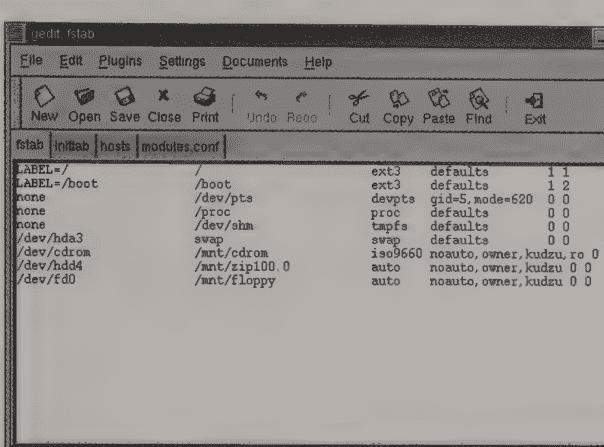 gedit: fstab
File Edit Plugins Settings Documents Help
New Open Save Close Print Undo Redo Cut Copy Paste Find Exit
fstab inittab hosts modules.conf
LABEL=/ / ext3 defaults 1 1
LABEL=/boot /boot ext3 defaults 1 2
none /dev/pts devpts gid=5,mode=620 0 0
none /proc proc defaults 0 0
none /dev/shm tmpfs defaults 0 0
/dev/hda3 swap swap defaults 0 0
/dev/cdrom /mnt/cdrom iso9660 noauto,owner,kudzu,ro 0
/dev/hdd4 /mnt/zip100.0 auto noauto,owner,kudzu 0 0
/dev/fd0 /mnt/floppy auto noauto,owner,kudzu 0 0